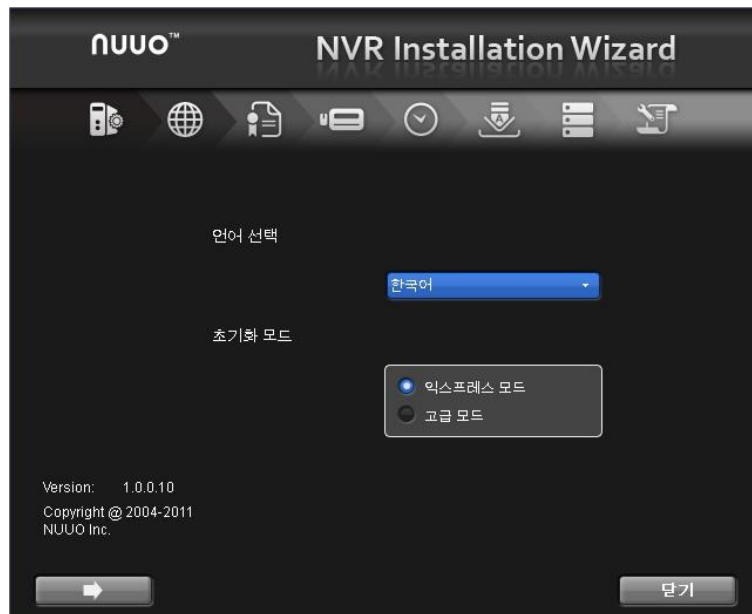 nuuo™
NVR Installation Wizard
언어 선택
한국어
초기화 모드
익스프레스 모드
고급 모드
Version: 1.0.0.10
Copyright @ 2004-2011
NUUO Inc.
닫기